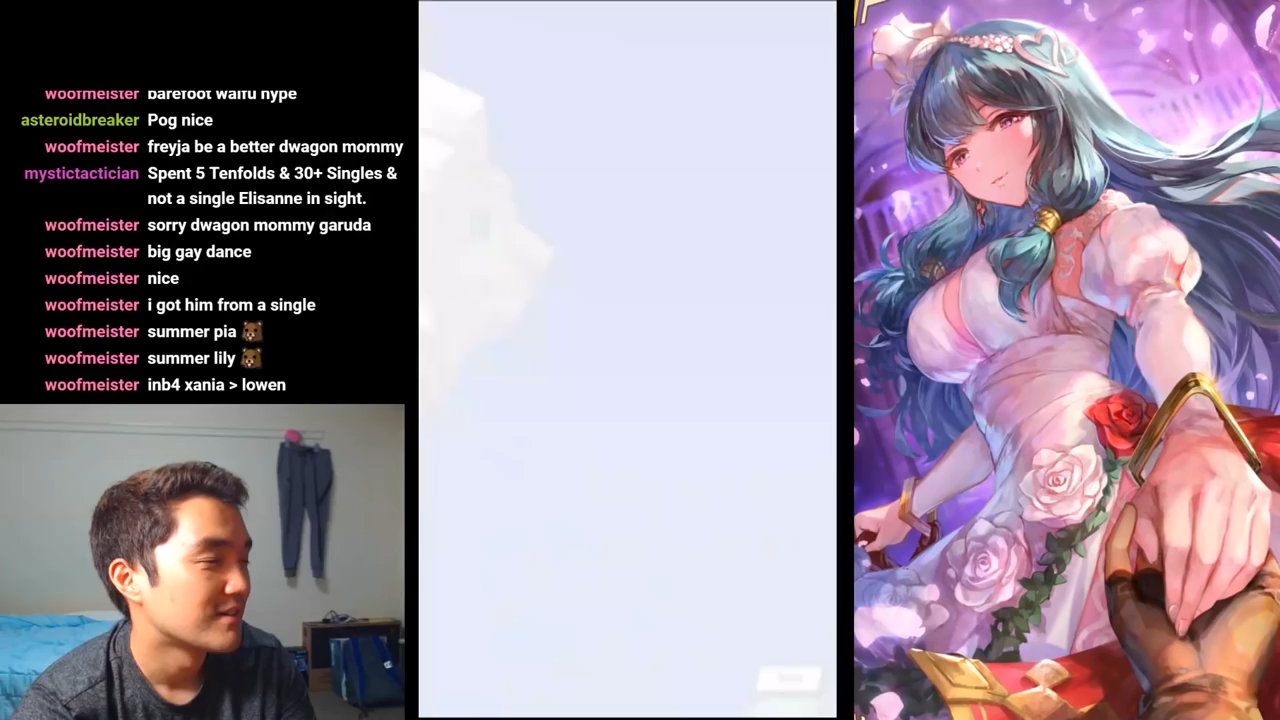 woofmeister barefoot waifu hype
asteroidbreaker Pog nice
woofmeister freyja be a better dwagon mommy
mystictactician Spent 5 Tenfolds & 30+ Singles &
not a single Elisanne in sight.
woofmeister sorry dwagon mommy garuda
woofmeister big gay dance
woofmeister nice
woofmeister i got him from a single
woofmeister summer pia
woofmeister summer lily
woofmeister inb4 xania > lowen